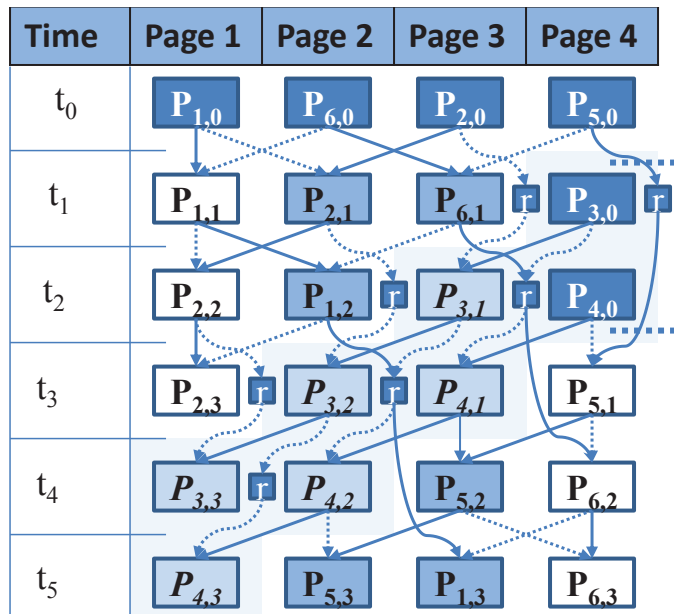 Time Page 1 Page 2 Page 3 Page 4
t0 P1,0 P6,0 P2,0 P5,0
t1 P1,1 P2,1 P6,1 r P3,0 r
t2 P2,2 P1,2 r P3,1 r P4,0
t3 P2,3 r P3,2 r P4,1 P5,1
t4 P3,3 r P4,2 P5,2 P6,2
t5 P4,3 P5,3 P1,3 P6,3